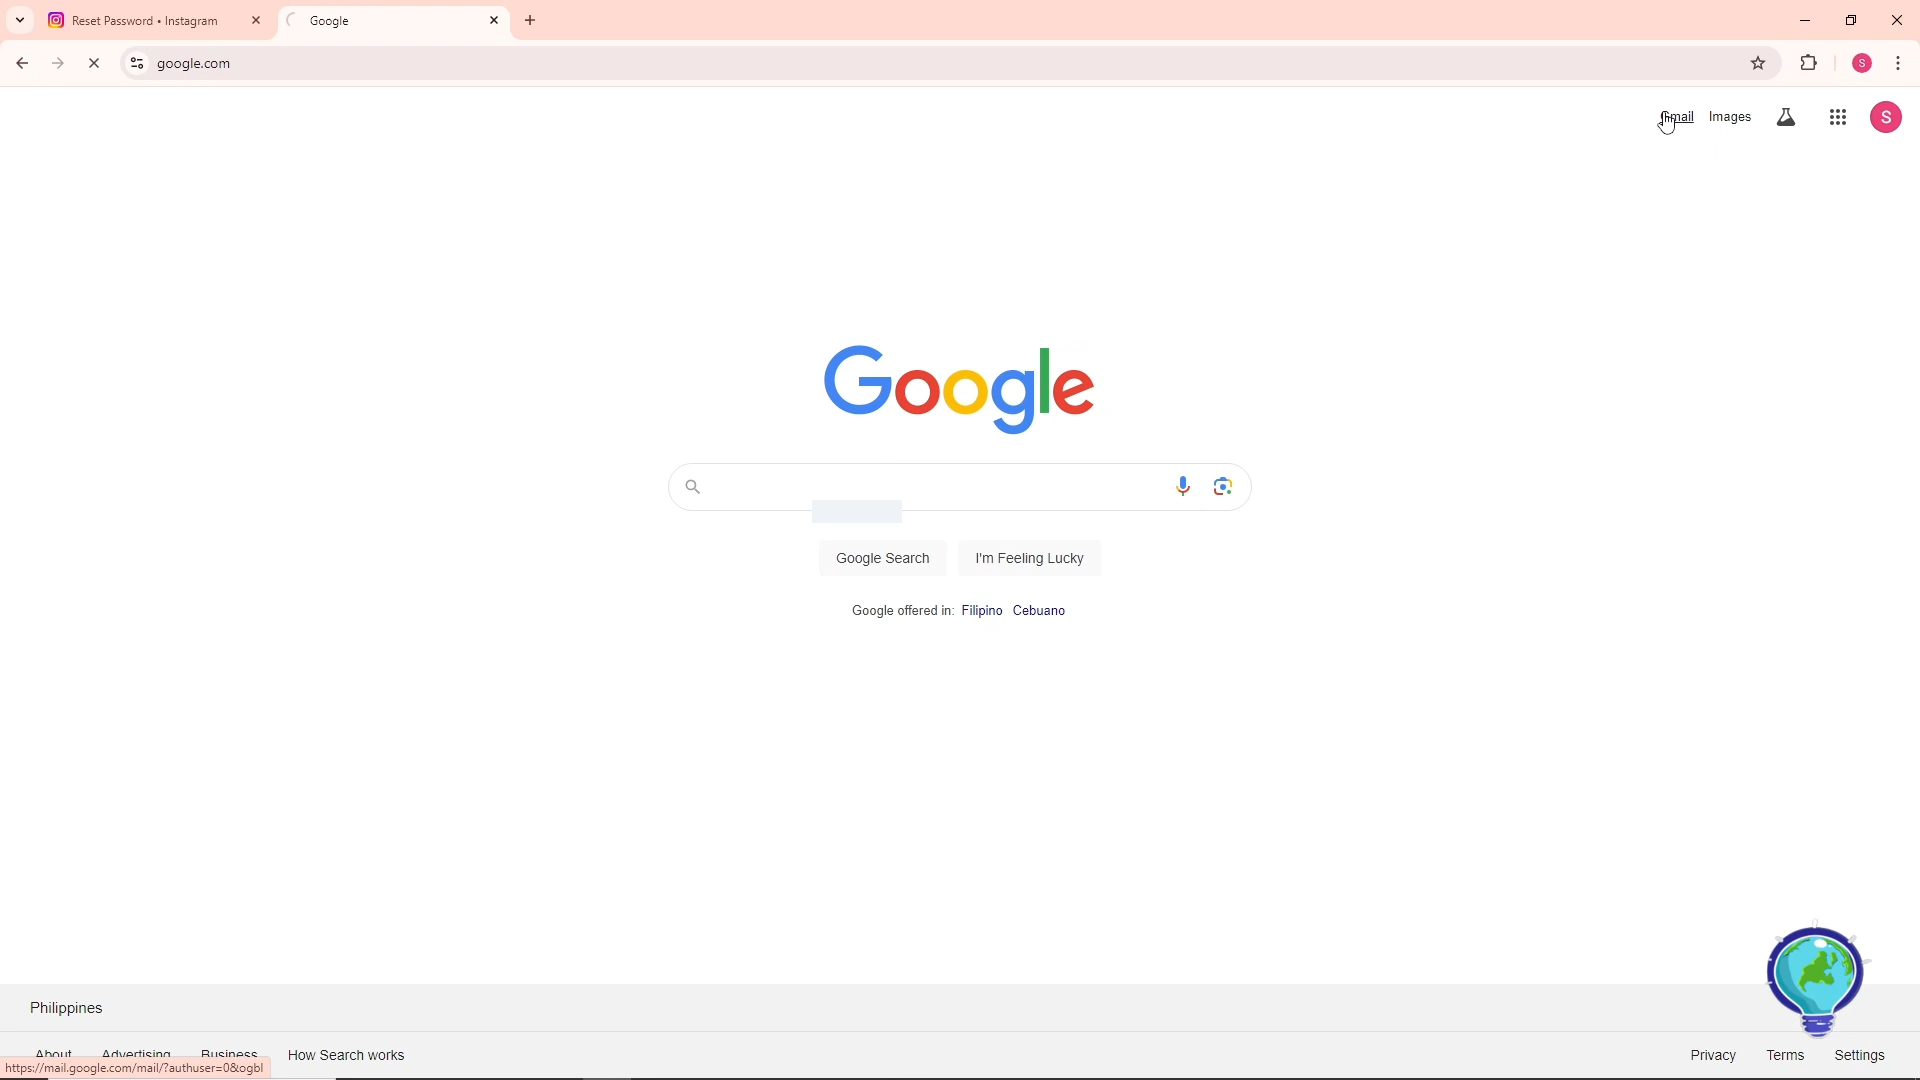 Reset Password • Instagram
Google
google.com
Gmail Images
S
S
Google
Google Search I'm Feeling Lucky
Google offered in: Filipino Cebuano
Philippines
About Advertising Business How Search works
Privacy Terms Settings
https://mail.google.com/mail/?authuser=0&ogbl